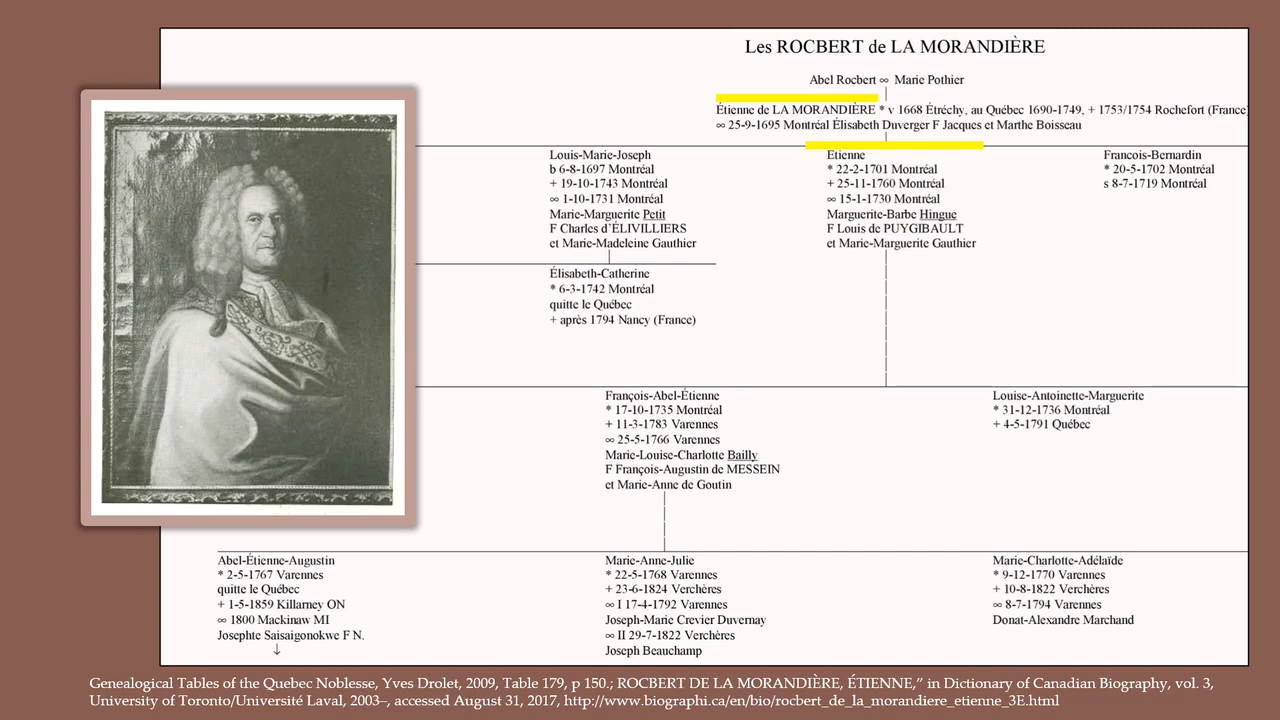 Les ROCBERT de LA MORANDIÈRE
Abel Rocbert ∞ Marie Pothier
Étienne de LA MORANDIÈRE * v 1668 Étréchy, au Québec 1690-1749, + 1753/1754 Rochefort (France)
∞ 25-9-1695 Montréal Élisabeth Duverger F Jacques et Marthe Boisseau
Louis-Marie-Joseph
b 6-8-1697 Montréal
+ 19-10-1743 Montréal
∞ 1-10-1731 Montréal
Marie-Marguerite Petit
F Charles d'ÉLIVILLIERS
et Marie-Madeleine Gauthier
Etienne
* 22-2-1701 Montréal
+ 25-11-1760 Montréal
∞ 15-1-1730 Montréal
Marguerite-Barbe Hingue
F Louis de PUYGIBAULT
et Marie-Marguerite Gauthier
Francois-Bernardin
* 20-5-1702 Montréal
s 8-7-1719 Montréal
Élisabeth-Catherine
* 6-3-1742 Montréal
quitte le Québec
+ après 1794 Nancy (France)
François-Abel-Étienne
* 17-10-1735 Montréal
+ 11-3-1783 Varennes
∞ 25-5-1766 Varennes
Marie-Louise-Charlotte Bailly
F François-Augustin de MESSEIN
et Marie-Anne de Goutin
Louise-Antoinette-Marguerite
* 31-12-1736 Montréal
+ 4-5-1791 Québec
Abel-Étienne-Augustin
* 2-5-1767 Varennes
quitte le Québec
+ 1-5-1859 Killarney ON
∞ 1800 Mackinaw MI
Josephte Saisaigonokwe F N.
↓
Marie-Anne-Julie
* 22-5-1768 Varennes
+ 23-6-1824 Verchères
∞ I 17-4-1792 Varennes
Joseph-Marie Crevier Duvernay
∞ II 29-7-1822 Verchères
Joseph Beauchamp
Marie-Charlotte-Adélaïde
* 9-12-1770 Varennes
+ 10-8-1822 Verchères
∞ 8-7-1794 Varennes
Donat-Alexandre Marchand
Genealogical Tables of the Quebec Noblesse, Yves Drolet, 2009, Table 179, p 150.; ROCBERT DE LA MORANDIÈRE, ÉTIENNE,” in Dictionary of Canadian Biography, vol. 3,
University of Toronto/Université Laval, 2003–, accessed August 31, 2017, http://www.biographi.ca/en/bio/rocbert_de_la_morandiere_etienne_3E.html